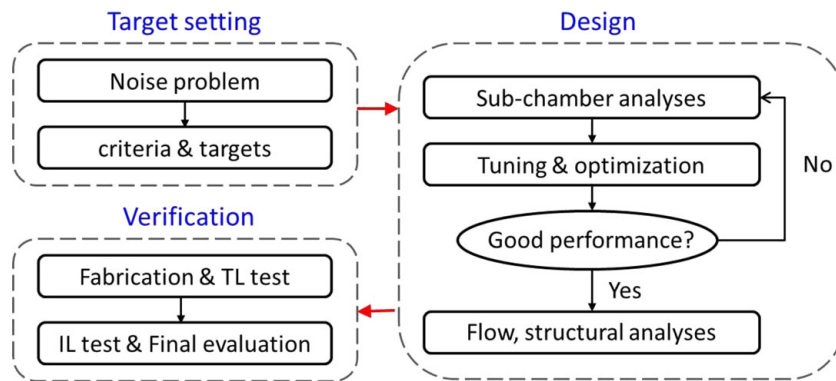 Target setting
Noise problem
criteria & targets
Design
Sub-chamber analyses
Tuning & optimization
Good performance?
No
Yes
Flow, structural analyses
Verification
Fabrication & TL test
IL test & Final evaluation